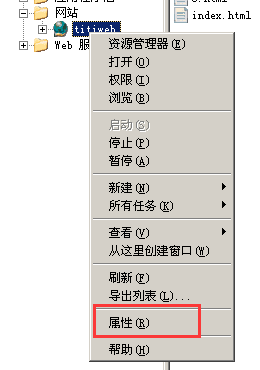 网站
index.html
titiweb
Web 服
资源管理器(E)
打开(O)
权限(I)
浏览(B)
启动(S)
停止(P)
暂停(A)
新建(N)
所有任务(K)
查看(V)
从这里创建窗口(W)
刷新(F)
导出列表(L)...
属性(R)
帮助(H)